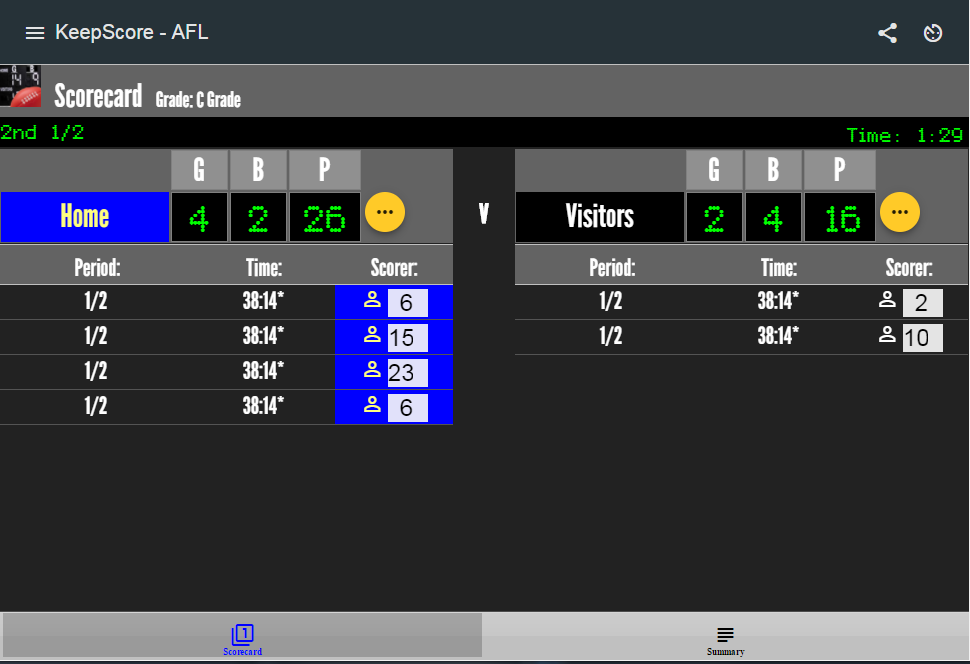 KeepScore - AFL
Scorecard Grade: C Grade
2nd 1/2 Time: 1:29
G B P G B P
Home 4 2 26 ... V Visitors 2 4 16 ...
Period: Time: Scorer: Period: Time: Scorer:
1/2 38:14* 6 1/2 38:14* 2
1/2 38:14* 15 1/2 38:14* 10
1/2 38:14* 23
1/2 38:14* 6
1
Scorecard Summary